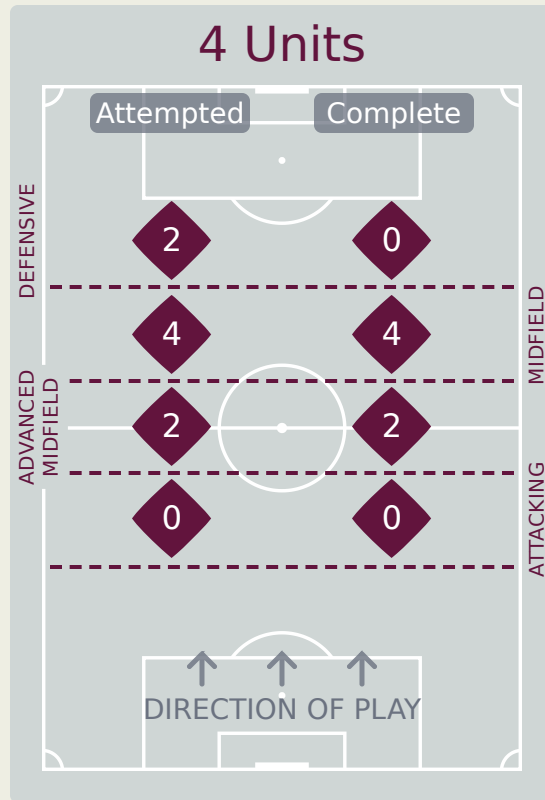 4 Units
Attempted Complete
DEFENSIVE
2 0
MIDFIELD
4 4
ADVANCED
MIDFIELD
2 2
ATTACKING
0 0
DIRECTION OF PLAY